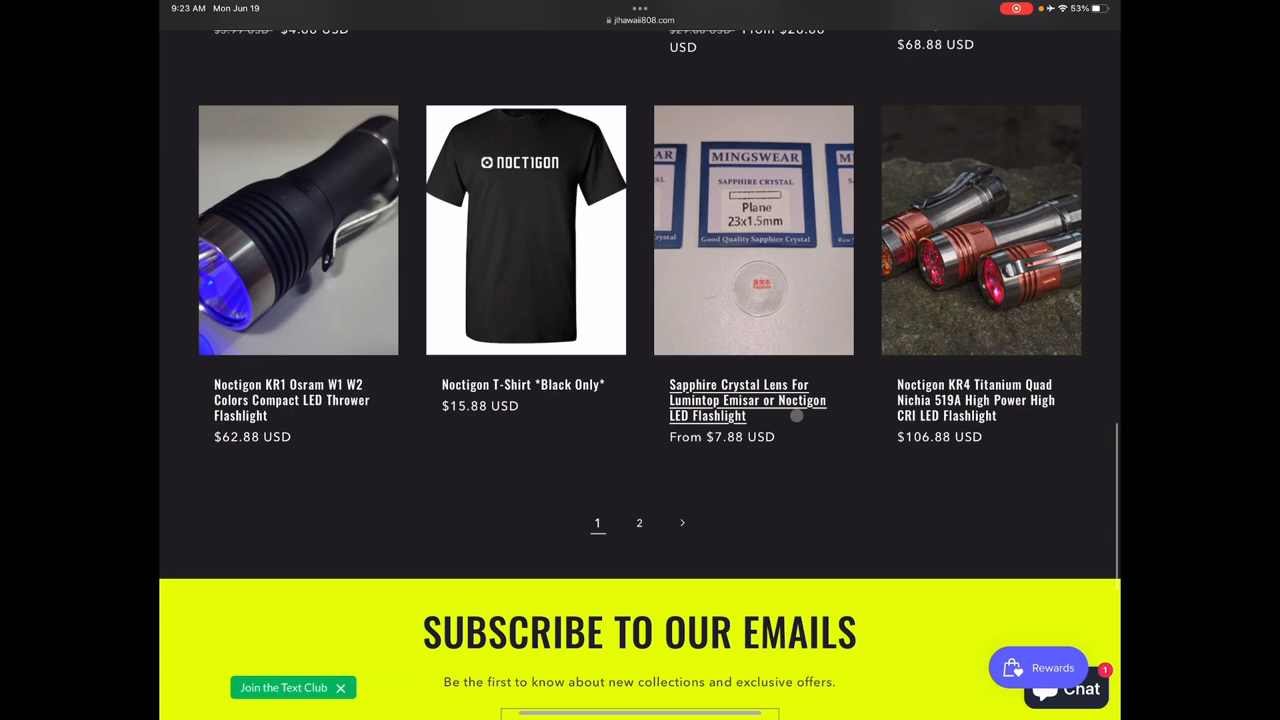 9:23 AM Mon Jun 19
53%
jlhawaii808.com
USD From $28.88
USD
$68.88 USD
NOCTIGON
MINGSWEAR
SAPPHIRE CRYSTAL
Plane
23x1.5mm
Good Quality Sapphire Crystal
Noctigon KR1 Osram W1 W2
Colors Compact LED Thrower
Flashlight
$62.88 USD
Noctigon T-Shirt *Black Only*
$15.88 USD
Sapphire Crystal Lens For
Lumintop Emisar or Noctigon
LED Flashlight
From $7.88 USD
Noctigon KR4 Titanium Quad
Nichia 519A High Power High
CRI LED Flashlight
$106.88 USD
1 2
SUBSCRIBE TO OUR EMAILS
Be the first to know about new collections and exclusive offers.
Join the Text Club
Rewards
1
Chat